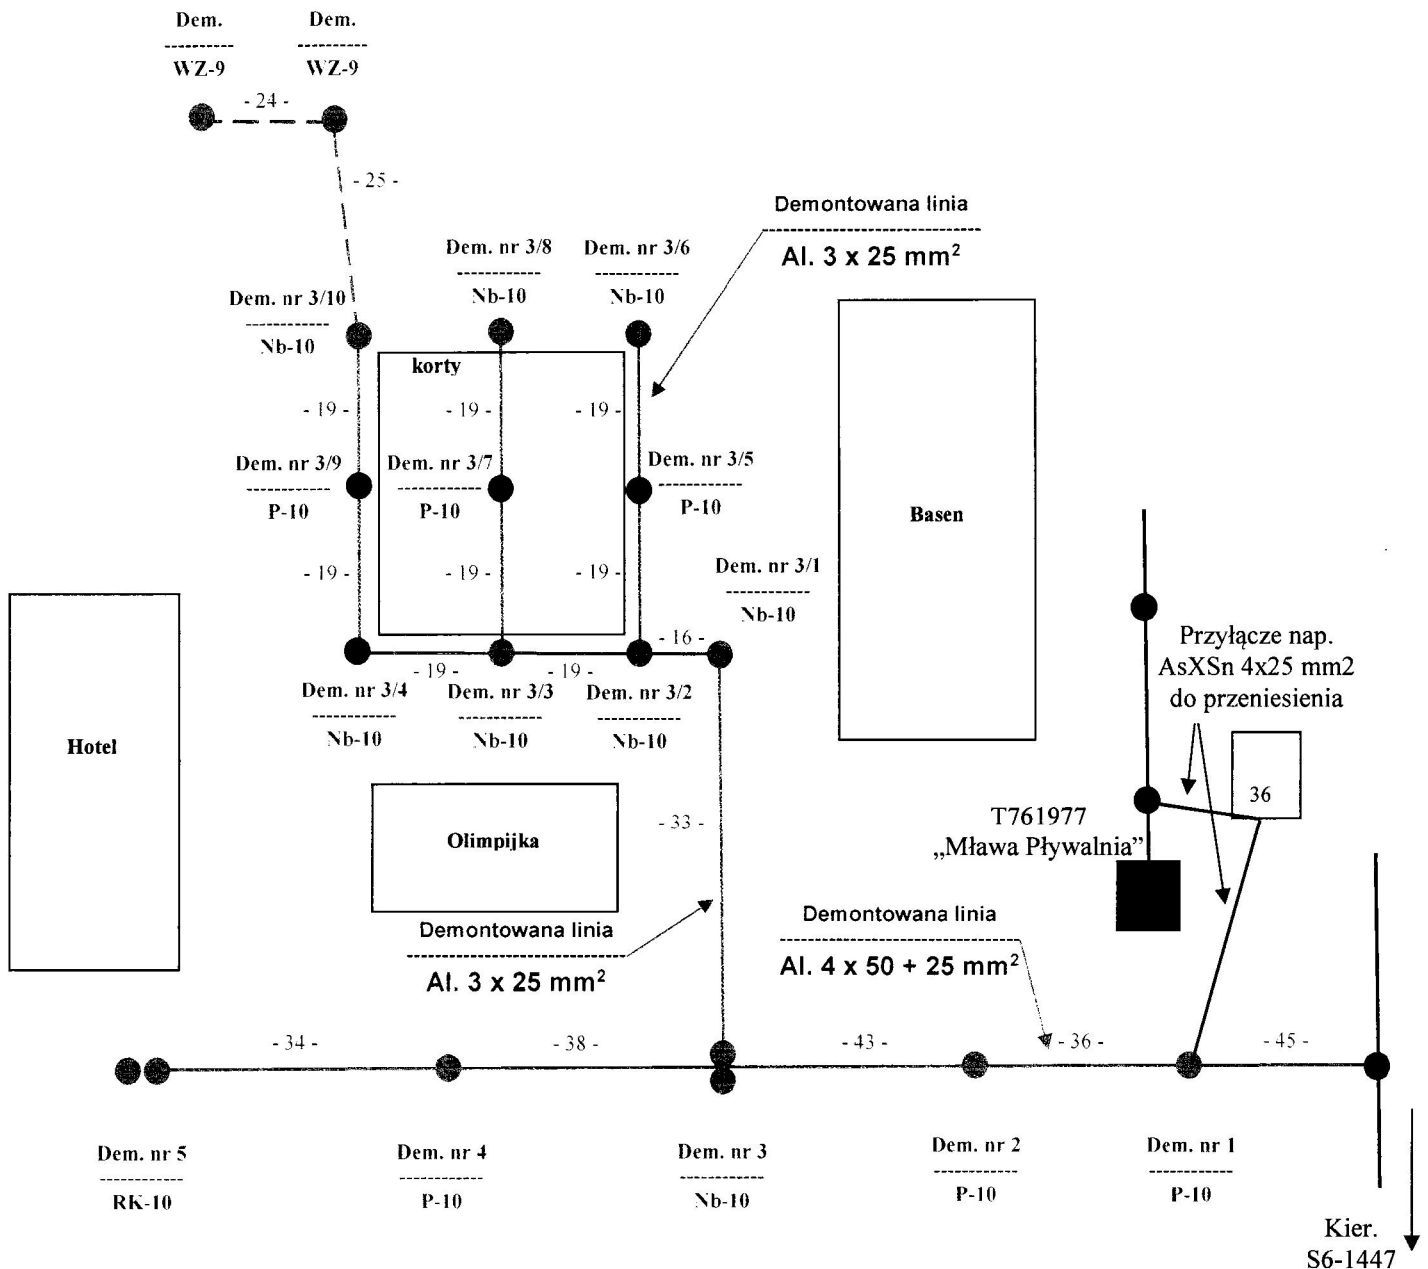 Dem.
WZ-9
Dem.
WZ-9
- 24 -
- 25 -
Demontowana linia
Al. 3 x 25 mm²
Dem. nr 3/10
Nb-10
Dem. nr 3/8
Nb-10
Dem. nr 3/6
Nb-10
korty
- 19 -
- 19 -
- 19 -
Dem. nr 3/9
P-10
Dem. nr 3/7
P-10
Dem. nr 3/5
P-10
Basen
- 19 -
- 19 -
- 19 -
Dem. nr 3/1
Nb-10
- 16 -
- 19 -
- 19 -
Dem. nr 3/4
Nb-10
Dem. nr 3/3
Nb-10
Dem. nr 3/2
Nb-10
Przyłącze nap.
AsXSn 4x25 mm2
do przeniesienia
Hotel
36
T761977
„Mława Pływalnia”
Olimpijka
- 33 -
Demontowana linia
Al. 3 x 25 mm²
Demontowana linia
Al. 4 x 50 + 25 mm²
- 34 -
- 38 -
- 43 -
- 36 -
- 45 -
Dem. nr 5
RK-10
Dem. nr 4
P-10
Dem. nr 3
Nb-10
Dem. nr 2
P-10
Dem. nr 1
P-10
Kier.
S6-1447